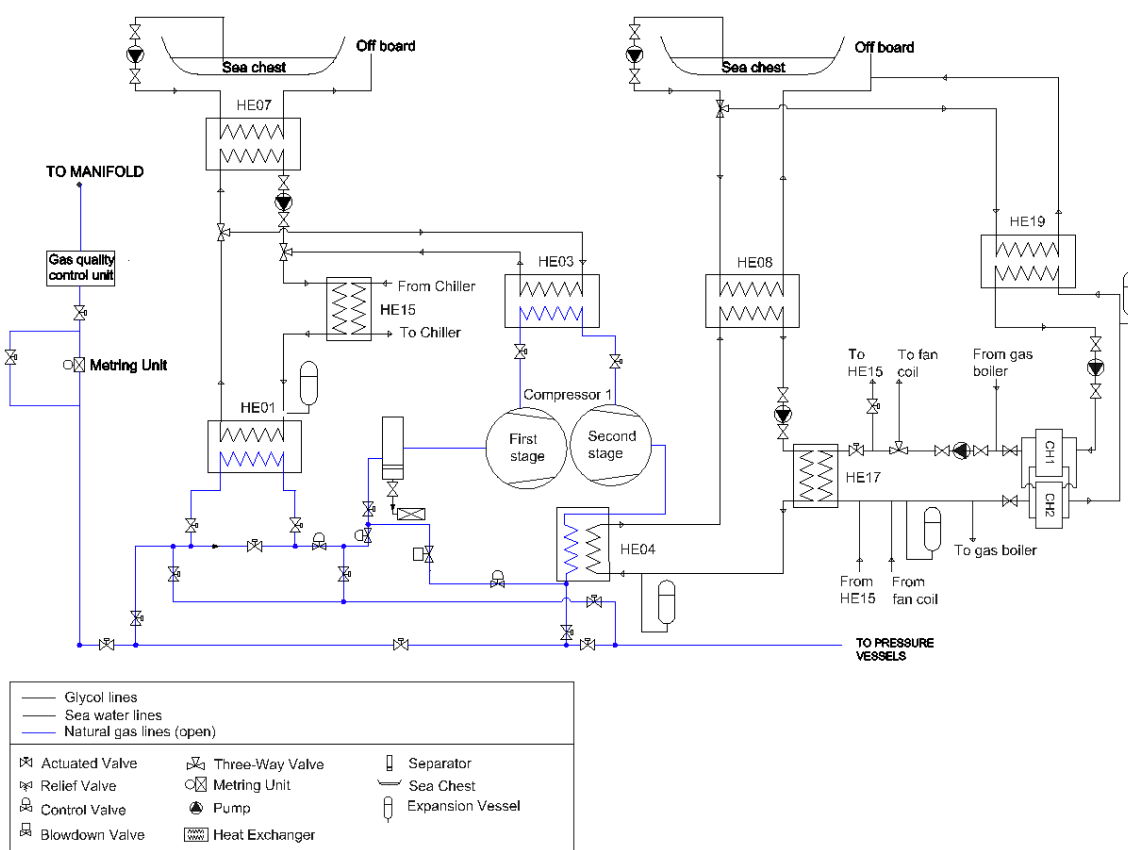 Off board
Sea chest
Off board
Sea chest
HE07
TO MANIFOLD
HE19
Gas quality
control unit
HE03
HE08
From Chiller
HE15
To Chiller
Metring Unit
To
HE15
To fan
coil
From gas
boiler
HE01
Compressor 1
First
stage
Second
stage
CH1
HE17
CH2
HE04
To gas boiler
From
HE15
From
fan coil
TO PRESSURE
VESSELS
Glycol lines
Sea water lines
Natural gas lines (open)
Actuated Valve
Relief Valve
Control Valve
Blowdown Valve
Three-Way Valve
Metring Unit
Pump
Heat Exchanger
Separator
Sea Chest
Expansion Vessel